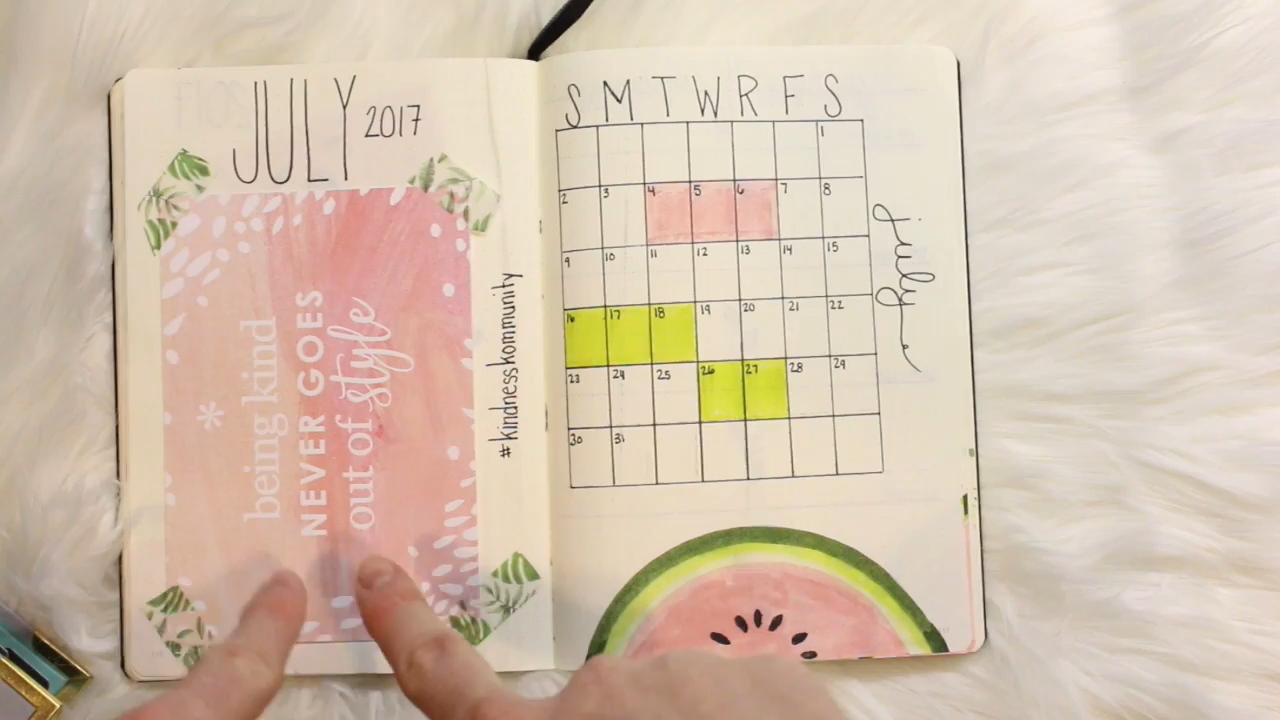 JULY 2017
being kind
NEVER GOES
out of style
#kindnesskommunity
S M T W R F S
1
2 3 4 5 6 7 8
9 10 11 12 13 14 15
16 17 18 19 20 21 22
23 24 25 26 27 28 29
30 31
july